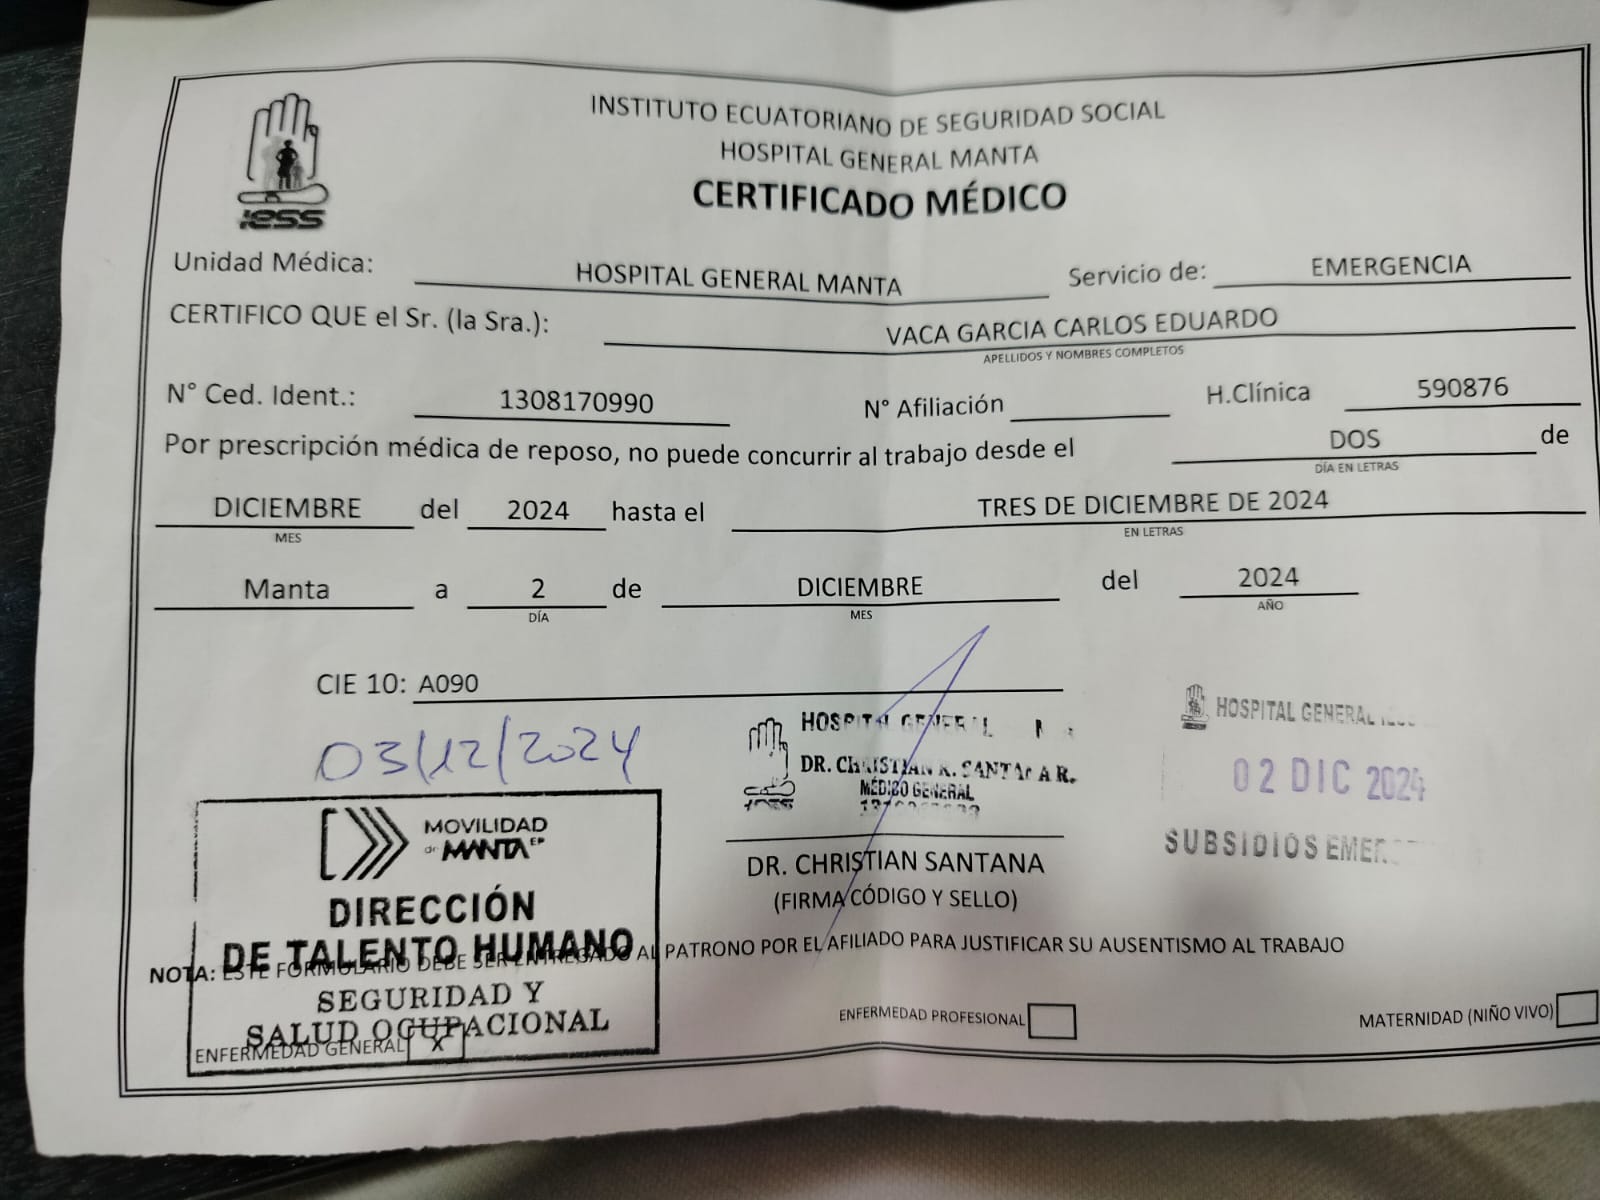 INSTITUTO ECUATORIANO DE SEGURIDAD SOCIAL
HOSPITAL GENERAL MANTA
CERTIFICADO MÉDICO
iess
Unidad Médica: HOSPITAL GENERAL MANTA Servicio de: EMERGENCIA
CERTIFICO QUE el Sr. (la Sra.): VACA GARCIA CARLOS EDUARDO
APELLIDOS Y NOMBRES COMPLETOS
N° Ced. Ident.: 1308170990 N° Afiliación H.Clínica 590876
Por prescripción médica de reposo, no puede concurrir al trabajo desde el DOS de
DÍA EN LETRAS
DICIEMBRE del 2024 hasta el TRES DE DICIEMBRE DE 2024
MES EN LETRAS
Manta a 2 de DICIEMBRE del 2024
DÍA MES AÑO
CIE 10: A090
03/12/2024
HOSPITAL GENERAL
DR. CHRISTIAN R. SANTANA R.
MÉDICO GENERAL
iess
HOSPITAL GENERAL
02 DIC 2024
SUBSIDIOS
MOVILIDAD
de MANTA EP
DIRECCIÓN
DE TALENTO HUMANO
SEGURIDAD Y
SALUD OCUPACIONAL
DR. CHRISTIAN SANTANA
(FIRMA CÓDIGO Y SELLO)
NOTA: ESTE FORMULARIO DEBE SER ENTREGADO AL PATRONO POR EL AFILIADO PARA JUSTIFICAR SU AUSENTISMO AL TRABAJO
ENFERMEDAD GENERAL X ENFERMEDAD PROFESIONAL MATERNIDAD (NIÑO VIVO)